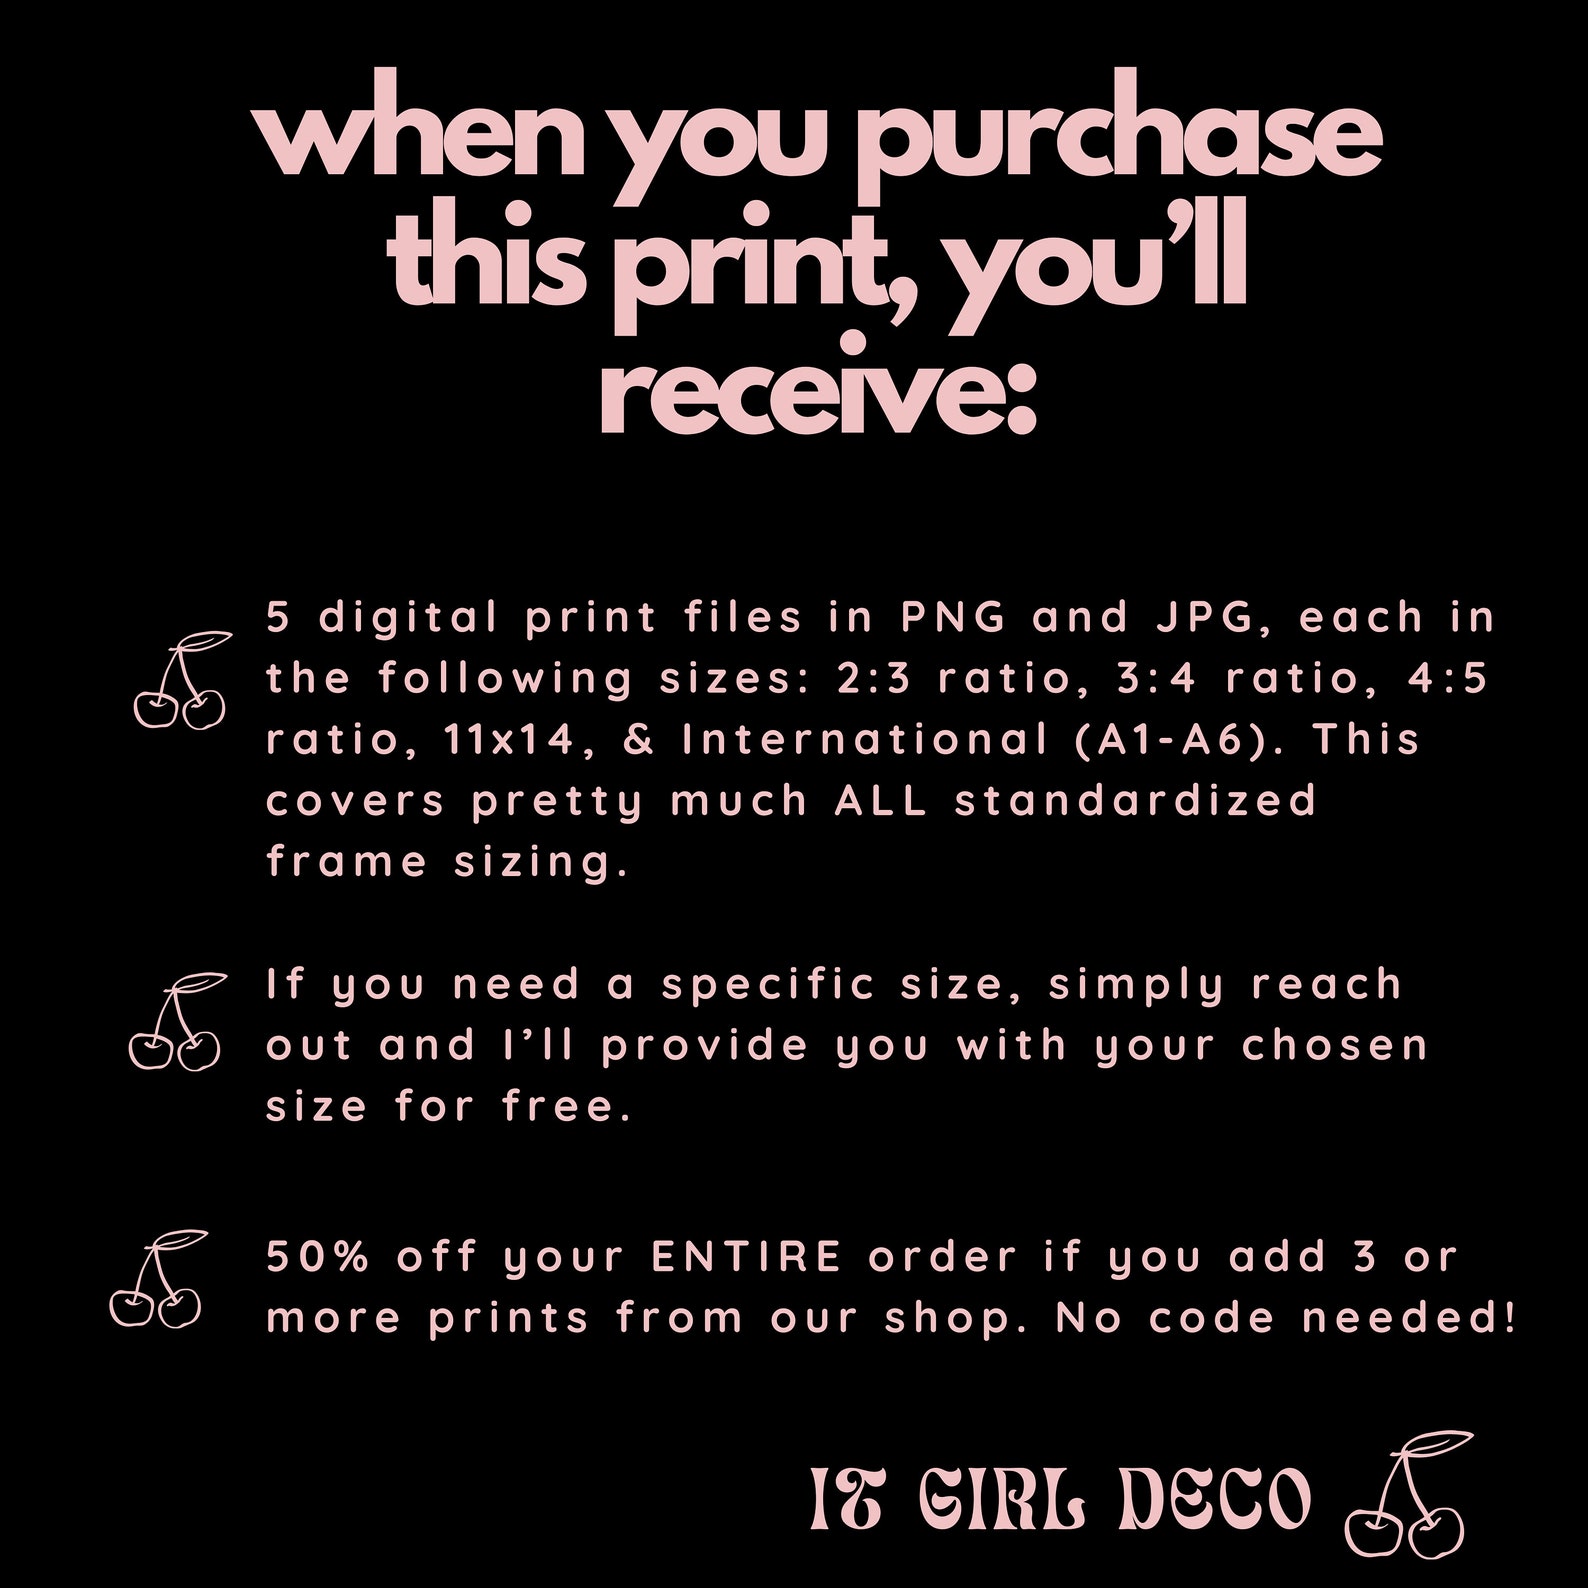 when you purchase
this print, you’ll
receive:
5 digital print files in PNG and JPG, each in
the following sizes: 2:3 ratio, 3:4 ratio, 4:5
ratio, 11x14, & International (A1-A6). This
covers pretty much ALL standardized
frame sizing.
If you need a specific size, simply reach
out and I’ll provide you with your chosen
size for free.
50% off your ENTIRE order if you add 3 or
more prints from our shop. No code needed!
IT GIRL DECO